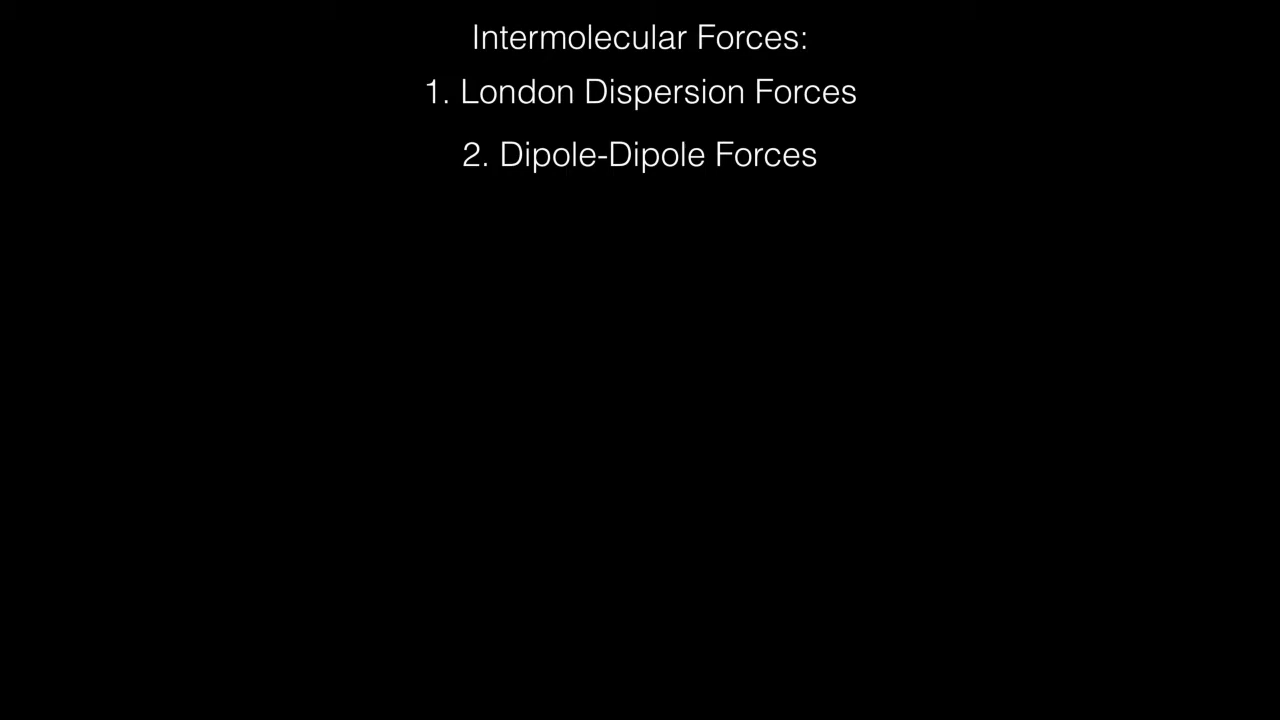 Intermolecular Forces:
1. London Dispersion Forces
2. Dipole-Dipole Forces